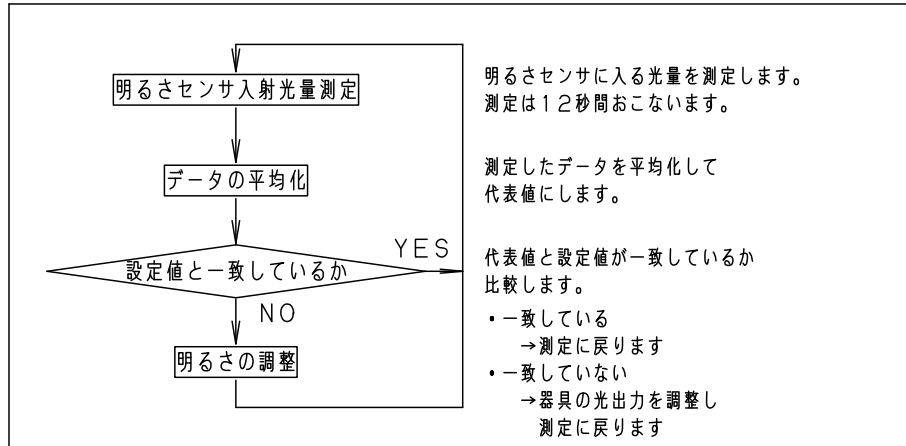 明るさセンサ入射光量測定
明るさセンサに入る光量を測定します。
測定は１２秒間おこないます。
データの平均化
測定したデータを平均化して
代表値にします。
設定値と一致しているか
YES
NO
代表値と設定値が一致しているか
比較します。
・一致している
→測定に戻ります
・一致していない
→器具の光出力を調整し
測定に戻ります
明るさの調整